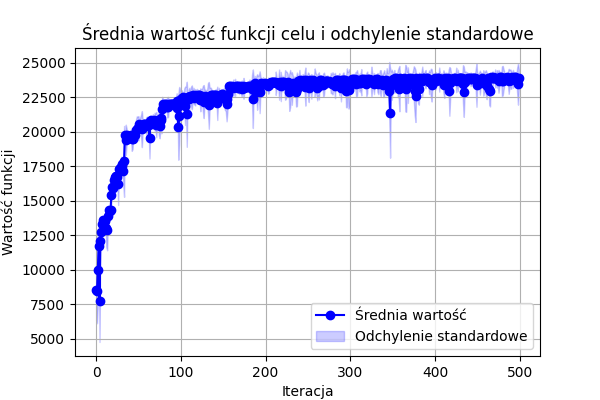 Średnia wartość funkcji celu i odchylenie standardowe
25000
22500
20000
17500
15000
12500
10000
7500
5000
Wartość funkcji
0 100 200 300 400 500
Iteracja
Średnia wartość
Odchylenie standardowe